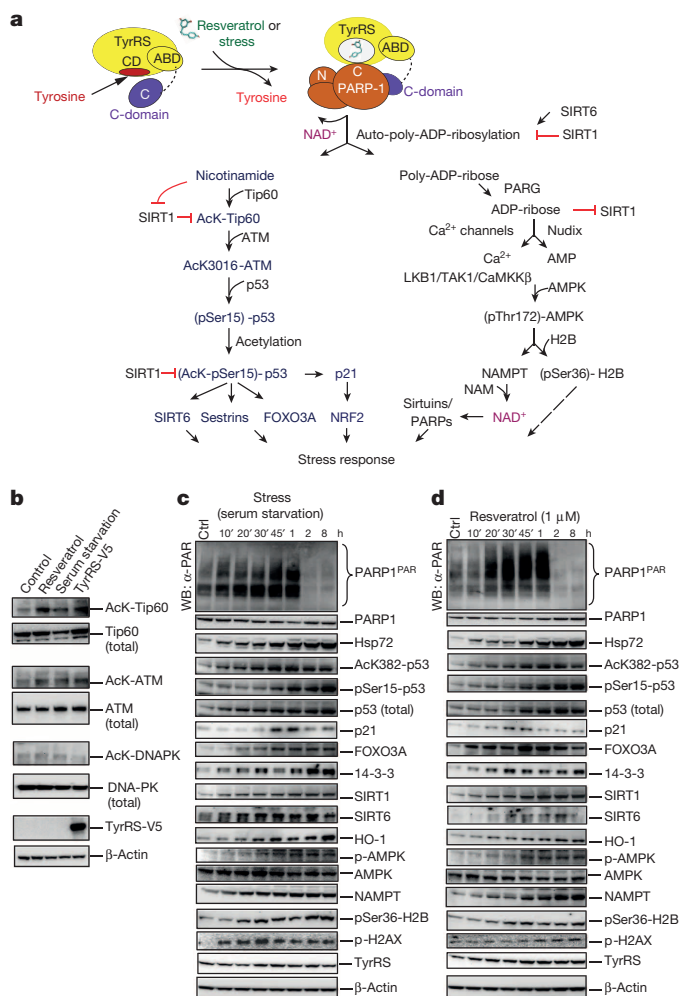 a
TyrRS
ABD
CD
C
C-domain
Tyrosine
Resveratrol or
stress
Tyrosine
TyrRS
ABD
N
C
PARP-1
C-domain
NAD+
Auto-poly-ADP-ribosylation
SIRT6
SIRT1
Nicotinamide
Tip60
SIRT1
AcK-Tip60
ATM
AcK3016-ATM
p53
(pSer15)-p53
Acetylation
SIRT1
(AcK-pSer15)-p53
p21
SIRT6
Sestrins
FOXO3A
NRF2
Poly-ADP-ribose
PARG
ADP-ribose
SIRT1
Ca2+ channels
Nudix
Ca2+
AMP
LKB1/TAK1/CaMKKβ
AMPK
(pThr172)-AMPK
H2B
NAMPT
(pSer36)-H2B
NAM
Sirtuins/
PARPs
NAD+
Stress response
b
Control
Resveratrol
Serum starvation
TyrRS-V5
AcK-Tip60
Tip60
(total)
AcK-ATM
ATM
(total)
AcK-DNAPK
DNA-PK
(total)
TyrRS-V5
β-Actin
c
Stress
(serum starvation)
Ctrl
10′ 20′ 30′ 45′ 1 2 8 h
WB: α-PAR
PARP1PAR
PARP1
Hsp72
AcK382-p53
pSer15-p53
p53 (total)
p21
FOXO3A
14-3-3
SIRT1
SIRT6
HO-1
p-AMPK
AMPK
NAMPT
pSer36-H2B
p-H2AX
TyrRS
β-Actin
d
Resveratrol (1 μM)
Ctrl
10′ 20′ 30′ 45′ 1 2 8 h
WB: α-PAR
PARP1PAR
PARP1
Hsp72
AcK382-p53
pSer15-p53
p53 (total)
p21
FOXO3A
14-3-3
SIRT1
SIRT6
HO-1
p-AMPK
AMPK
NAMPT
pSer36-H2B
p-H2AX
TyrRS
β-Actin